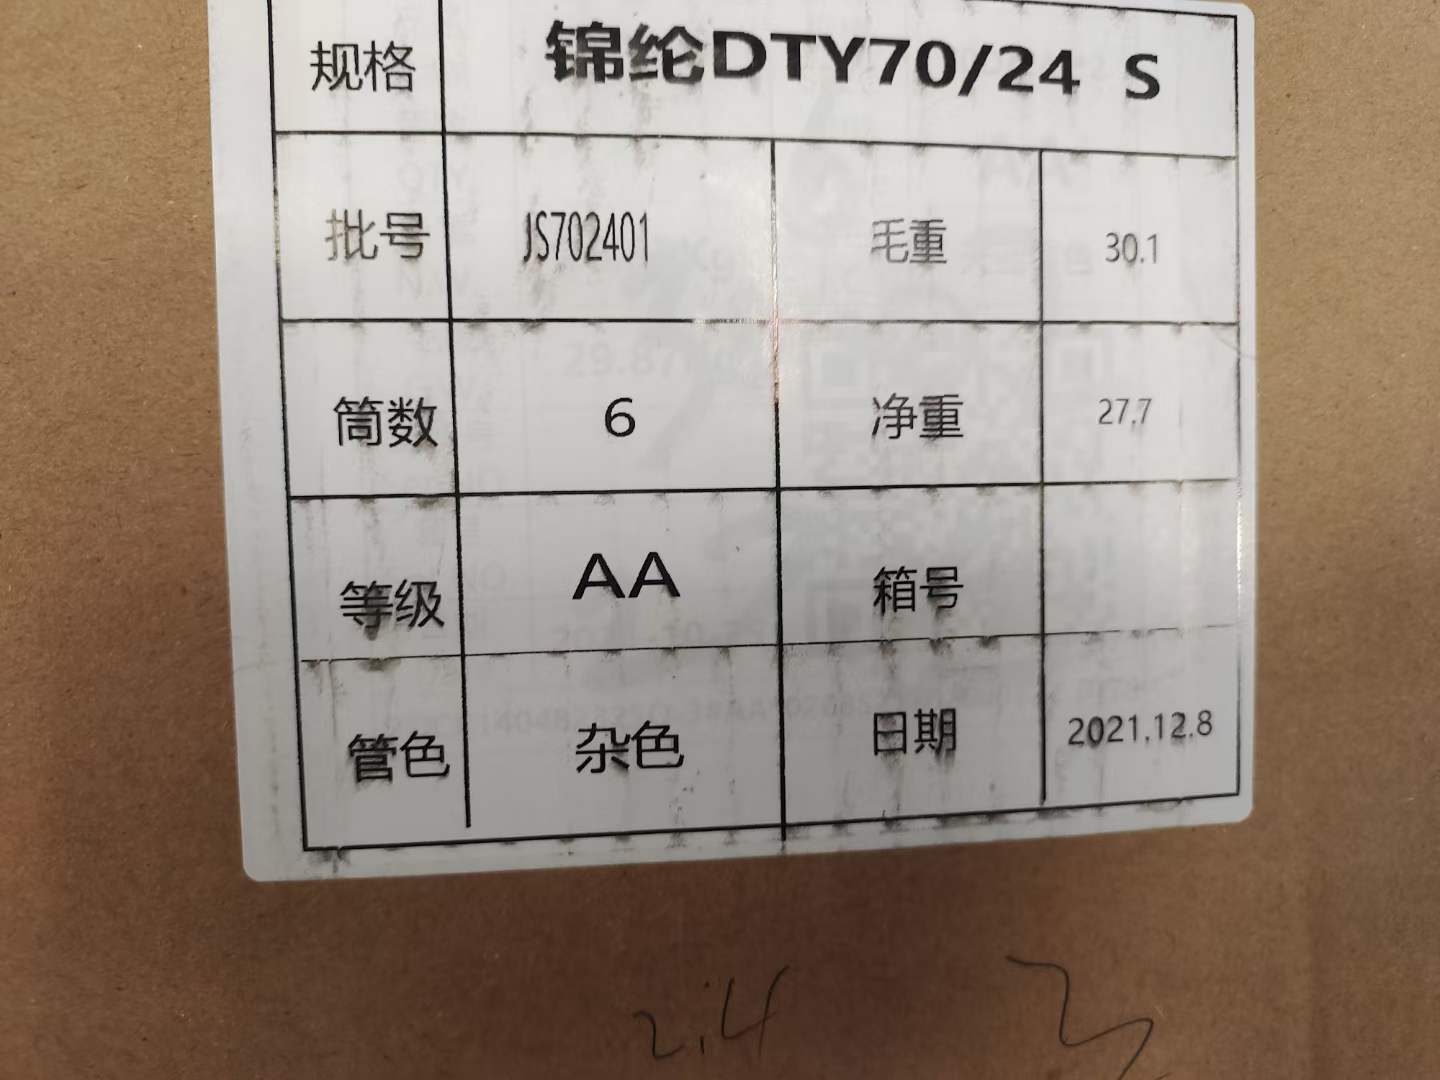 规格 锦纶DTY70/24 S
批号 JS702401 毛重 30.1
筒数 6 净重 27.7
等级 AA 箱号
管色 杂色 日期 2021.12.8
2.4